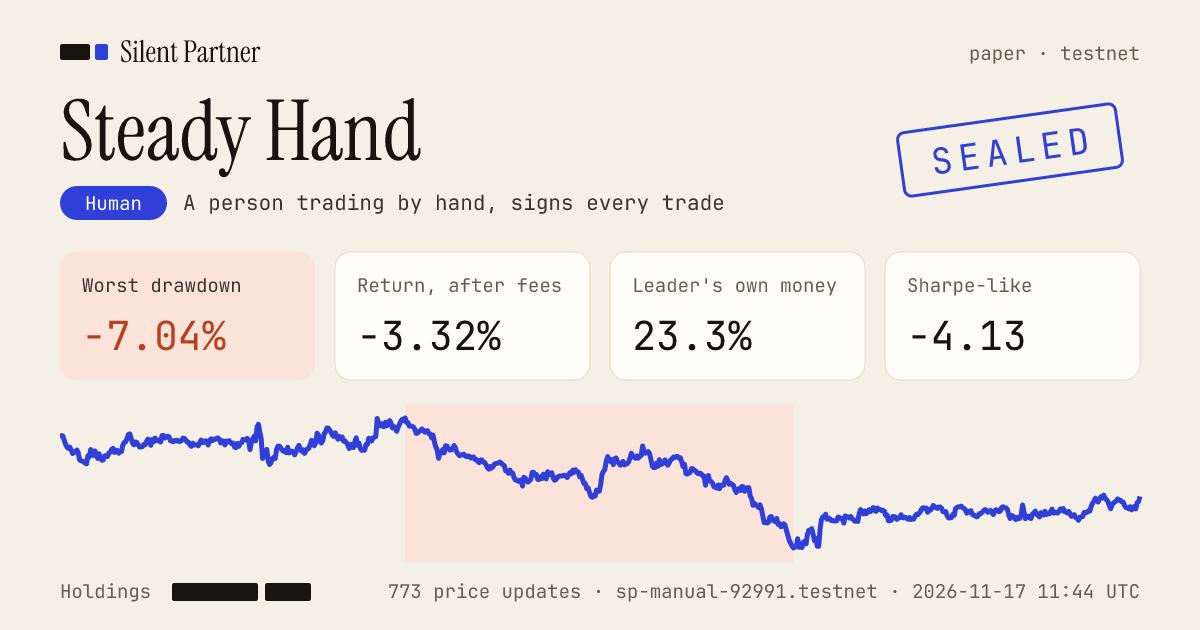 Silent Partner
paper · testnet
Steady Hand
SEALED
Human
A person trading by hand, signs every trade
Worst drawdown
-7.04%
Return, after fees
-3.32%
Leader's own money
23.3%
Sharpe-like
-4.13
Holdings
773 price updates · sp-manual-92991.testnet · 2026-11-17 11:44 UTC